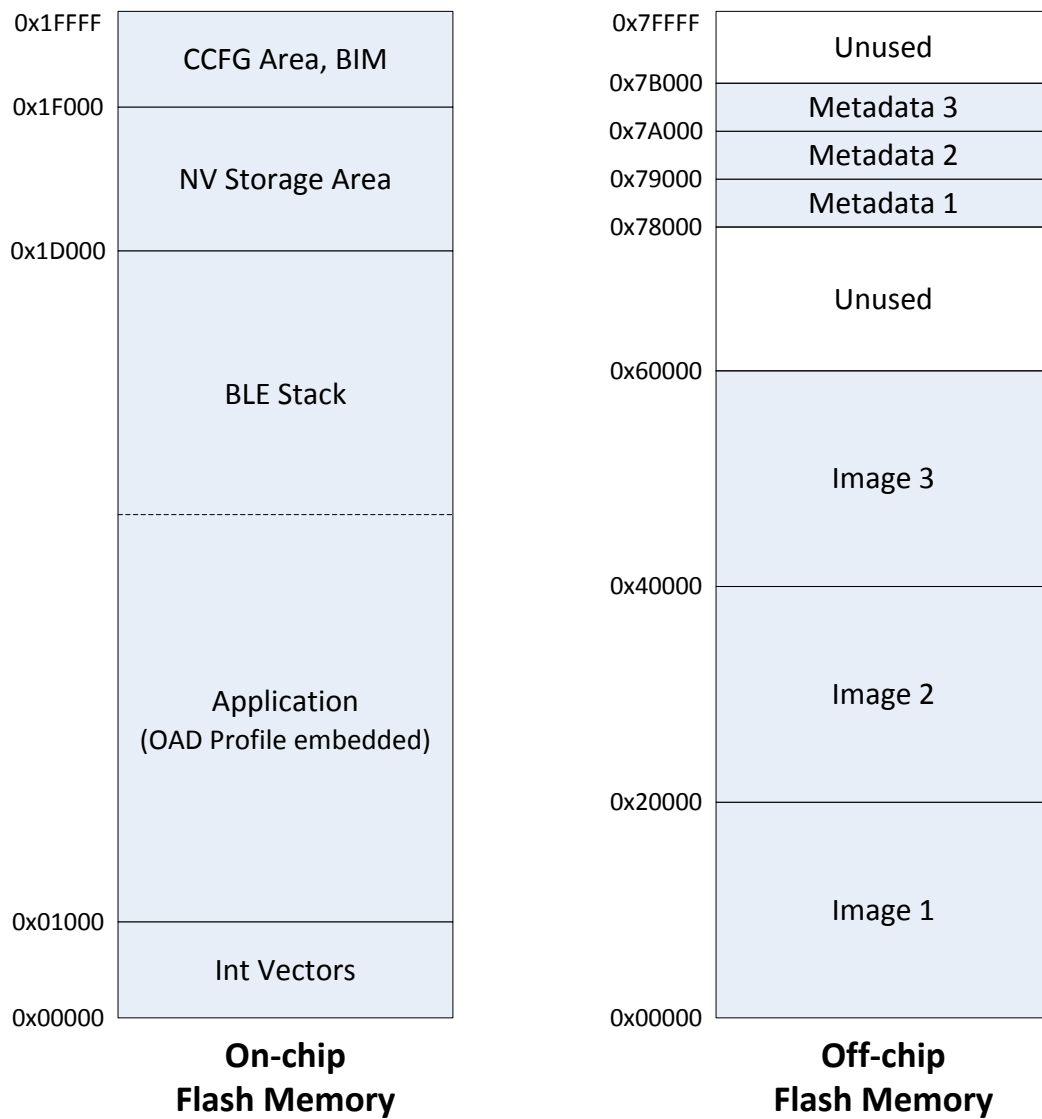 0x1FFFF
CCFG Area, BIM
0x1F000
NV Storage Area
0x1D000
BLE Stack
Application
(OAD Profile embedded)
0x01000
Int Vectors
0x00000
On-chip
Flash Memory
0x7FFFF
Unused
0x7B000
Metadada 3
0x7A000
Metadata 2
0x79000
Metadata 1
0x78000
Unused
0x60000
Image 3
0x40000
Image 2
0x20000
Image 1
0x00000
Off-chip
Flash Memory